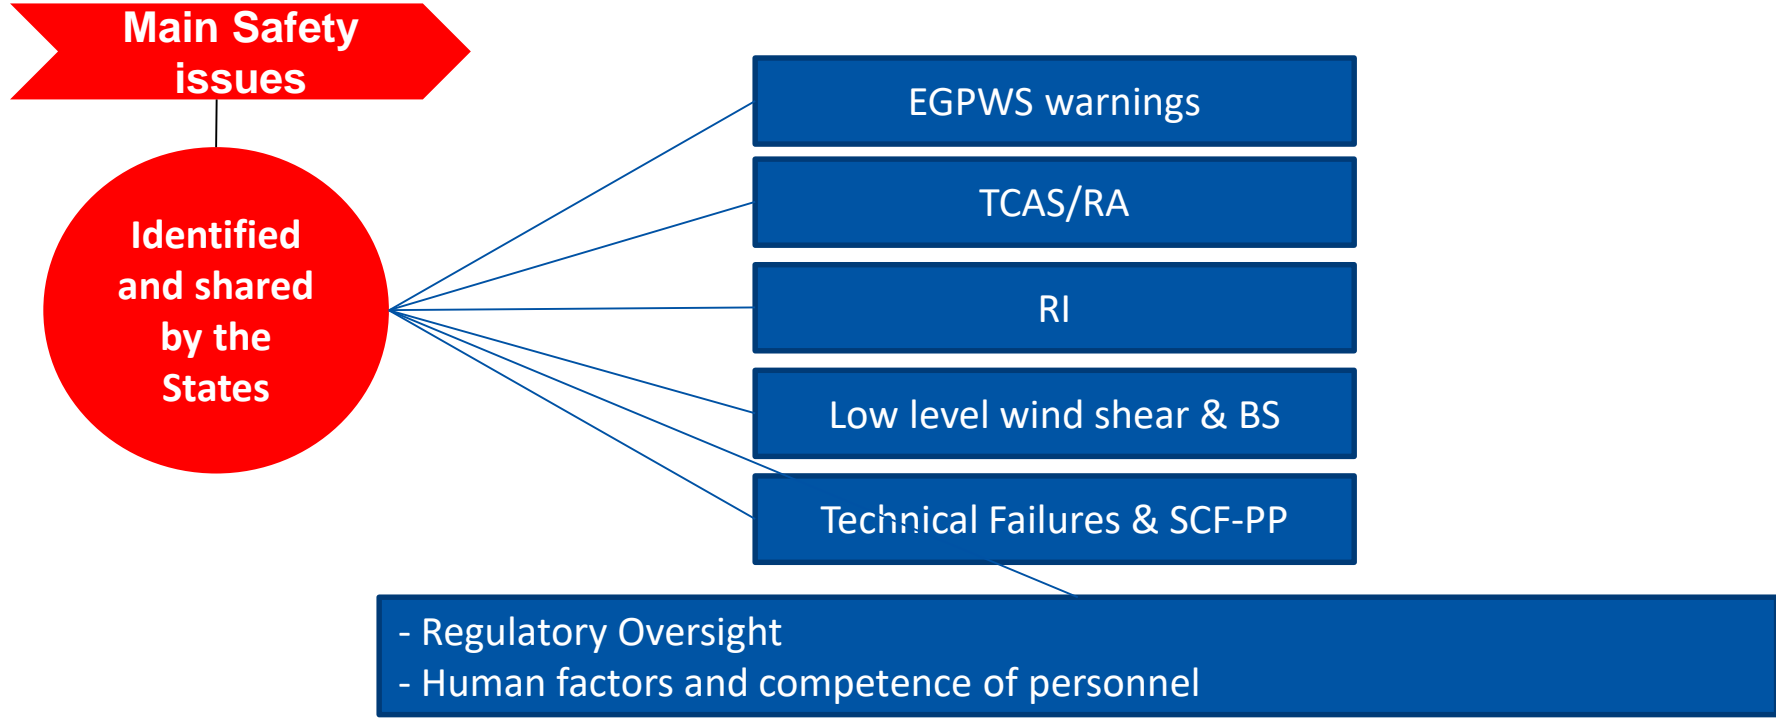 Main Safety
issues
Identified
and shared
by the
States
EGPWS warnings
TCAS/RA
RI
Low level wind shear & BS
Technical Failures & SCF-PP
- Regulatory Oversight
- Human factors and competence of personnel